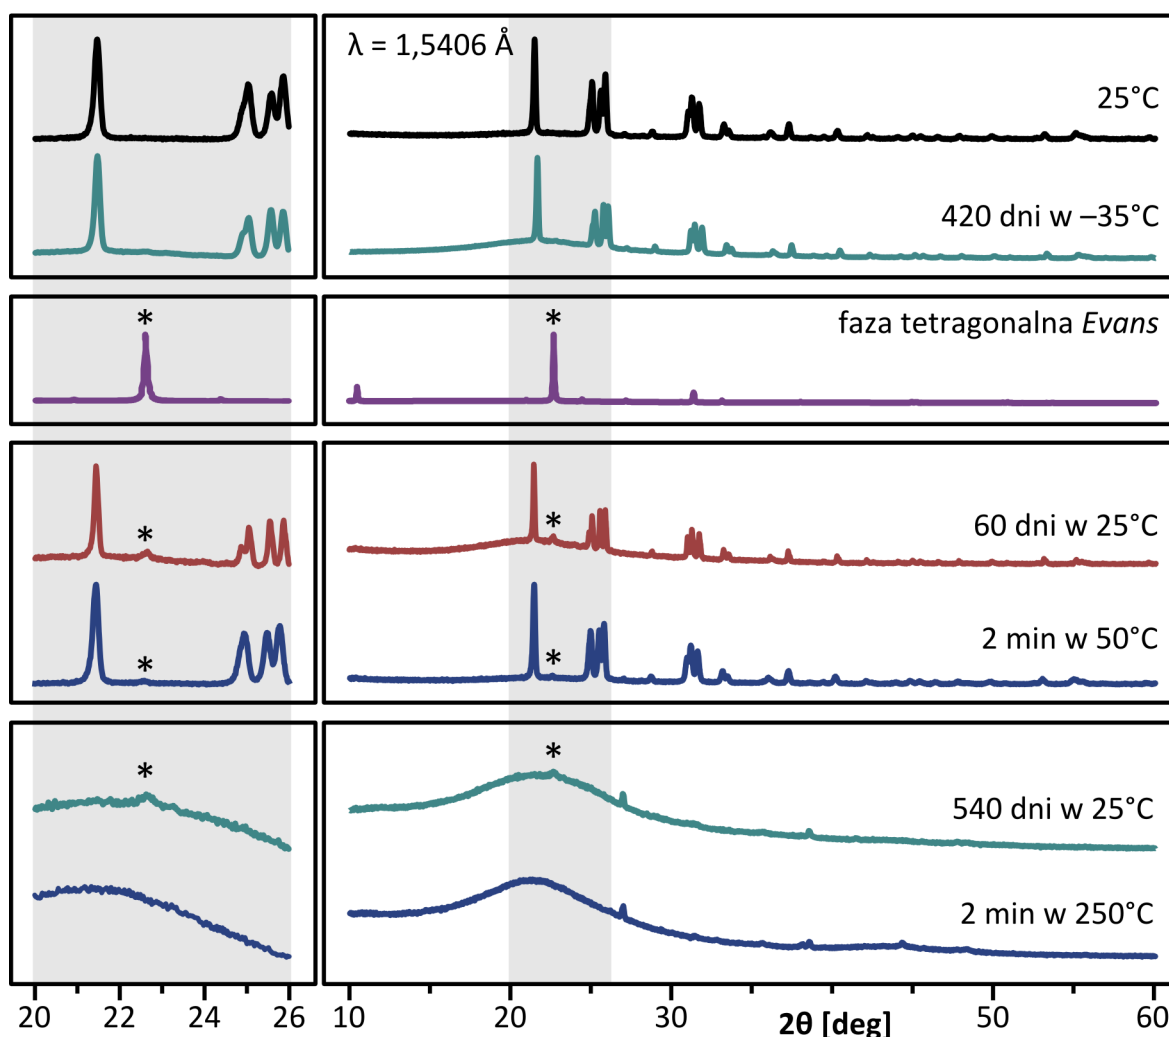 λ = 1,5406 Å
25°C
420 dni w –35°C
*
*
faza tetragonalna Evans
*
*
60 dni w 25°C
*
*
2 min w 50°C
*
*
540 dni w 25°C
2 min w 250°C
20 22 24 26 10 20 30 40 50 60
2θ [deg]